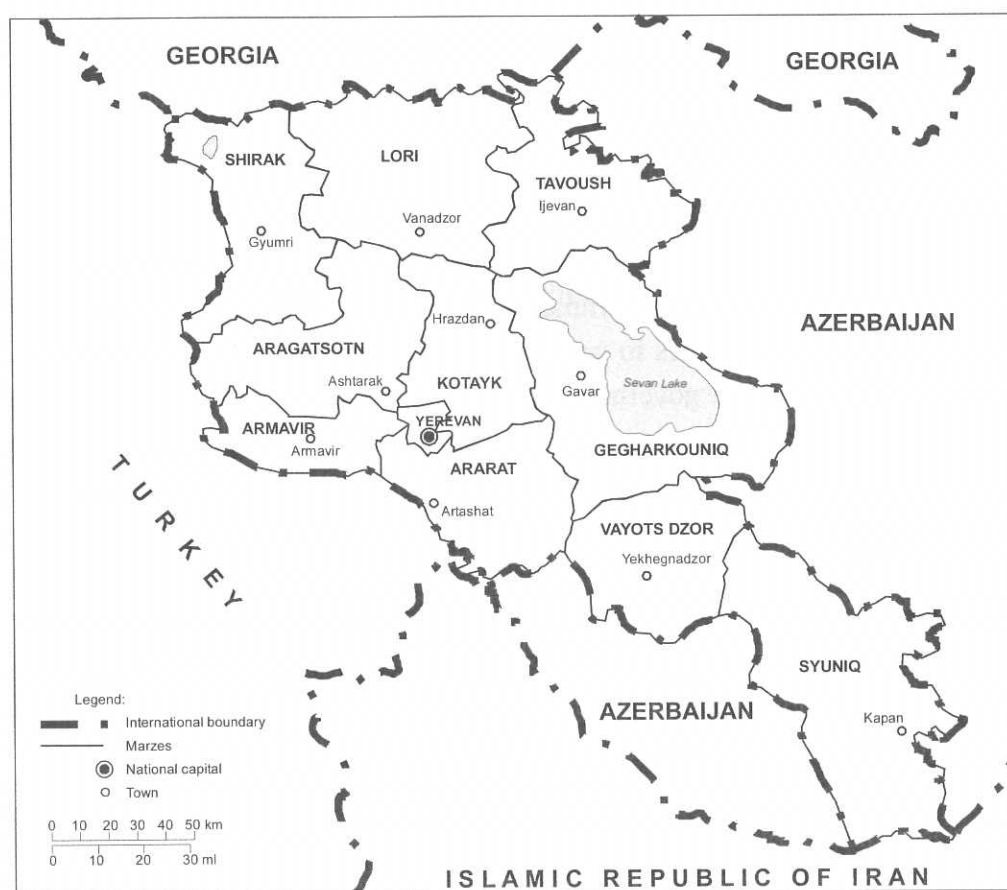 GEORGIA
GEORGIA
SHIRAK
LORI
TAVOUSH
Ijevan
Vanadzor
Gyumri
Hrazdan
AZERBAIJAN
ARAGATSOTN
Ashtarak
KOTAYK
Gavar
Sevan Lake
ARMAVIR
YEREVAN
Armavir
GEGHARKOUNIQ
ARARAT
Artashat
TURKEY
VAYOTS DZOR
Yekhegnadzor
SYUNIQ
Kapan
AZERBAIJAN
Legend:
International boundary
Marzes
National capital
Town
0 10 20 30 40 50 km
0 10 20 30 ml
ISLAMIC REPUBLIC OF IRAN